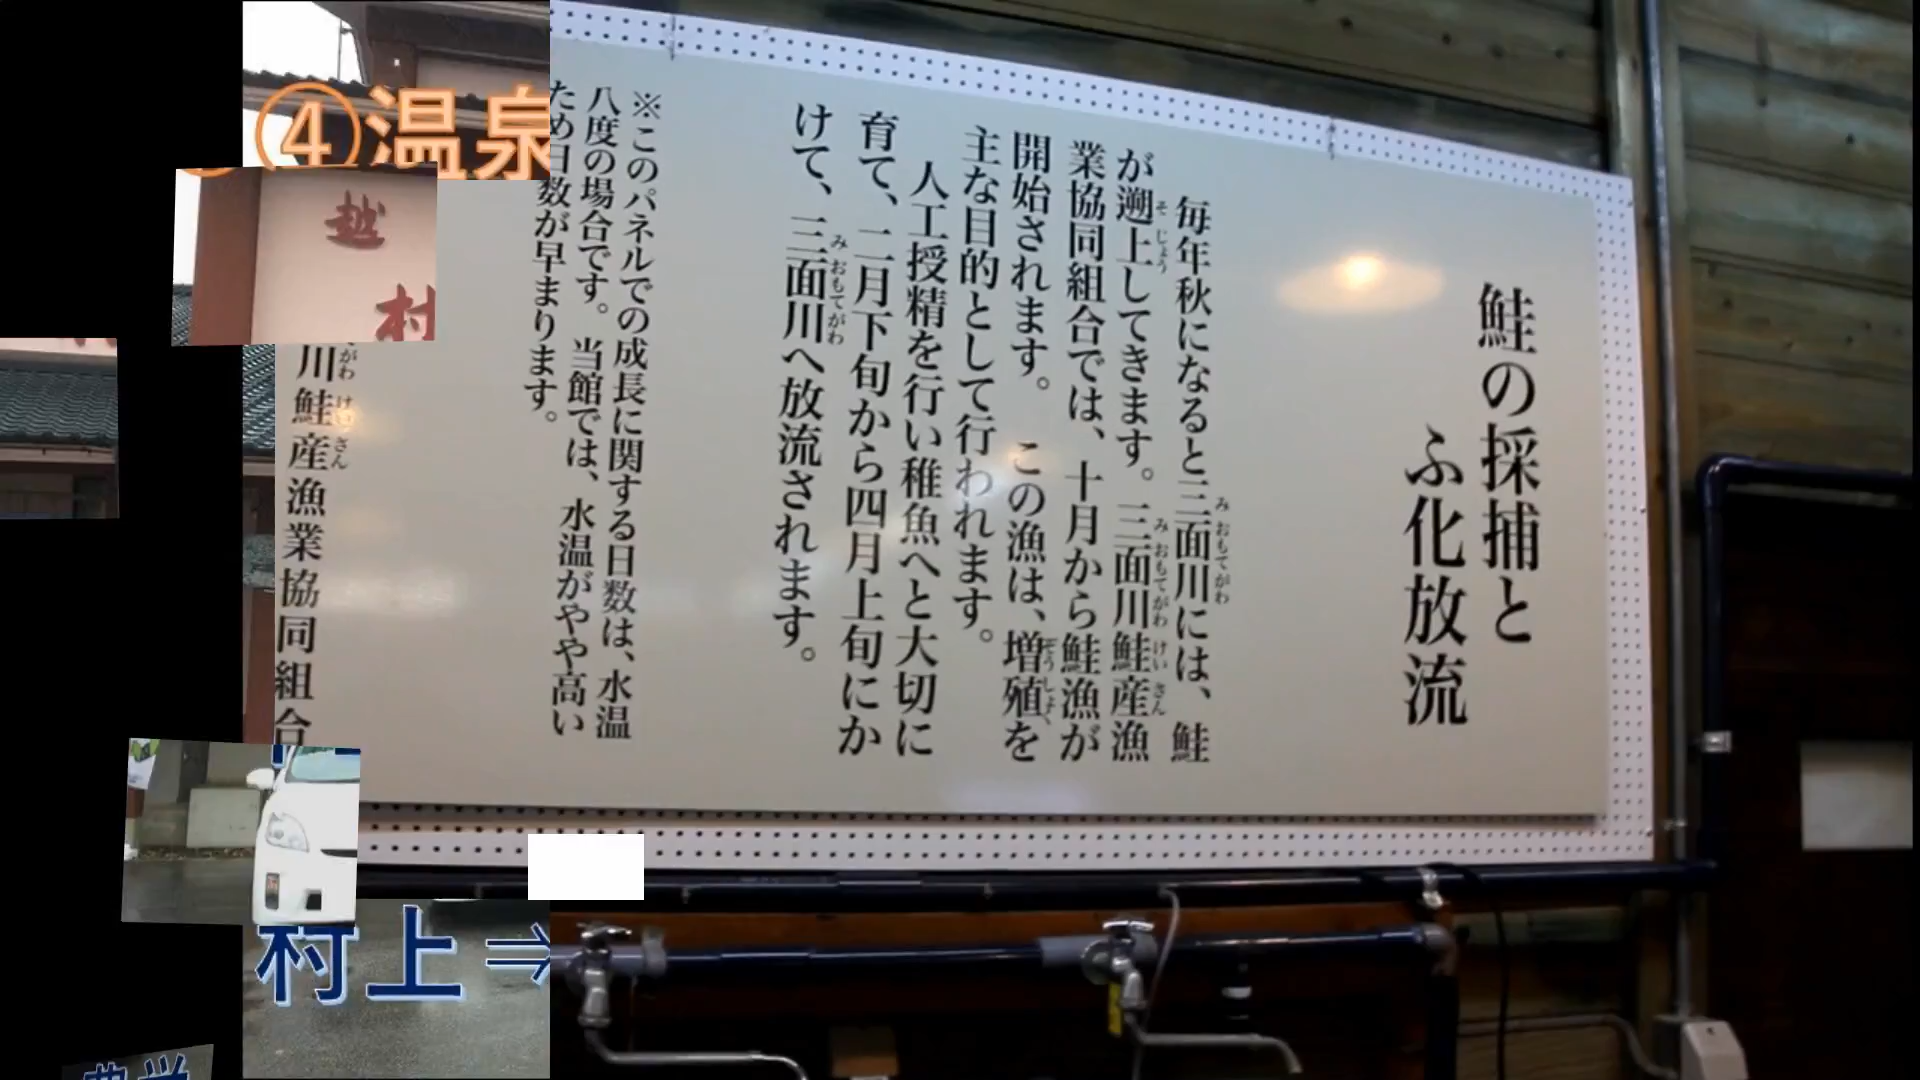 鮭の採捕と
ふ化放流
毎年秋になると三面川には、鮭
が遡上してきます。三面川鮭産漁
業協同組合では、十月から鮭漁が
開始されます。この漁は、増殖を
主な目的として行われます。
人工授精を行い稚魚へと大切に
育て、二月下旬から四月上旬にか
けて、三面川へ放流されます。
※このパネルでの成長に関する日数は、水温
八度の場合です。当館では、水温がやや高い
ため日数が早まります。
川鮭産漁業協同組合
④温泉
越
村
村上⇒